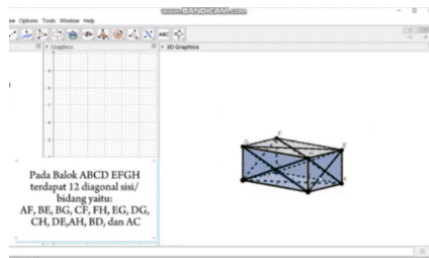 www.BANDICAM.com
Options Tools Window Help
ABC
Graphics
3D Graphics
Pada Balok ABCD EFGH
terdapat 12 diagonal sisi/
bidang yaitu:
AF, BE, BG, CF, FH, EG, DG,
CH, DE,AH, BD, dan AC